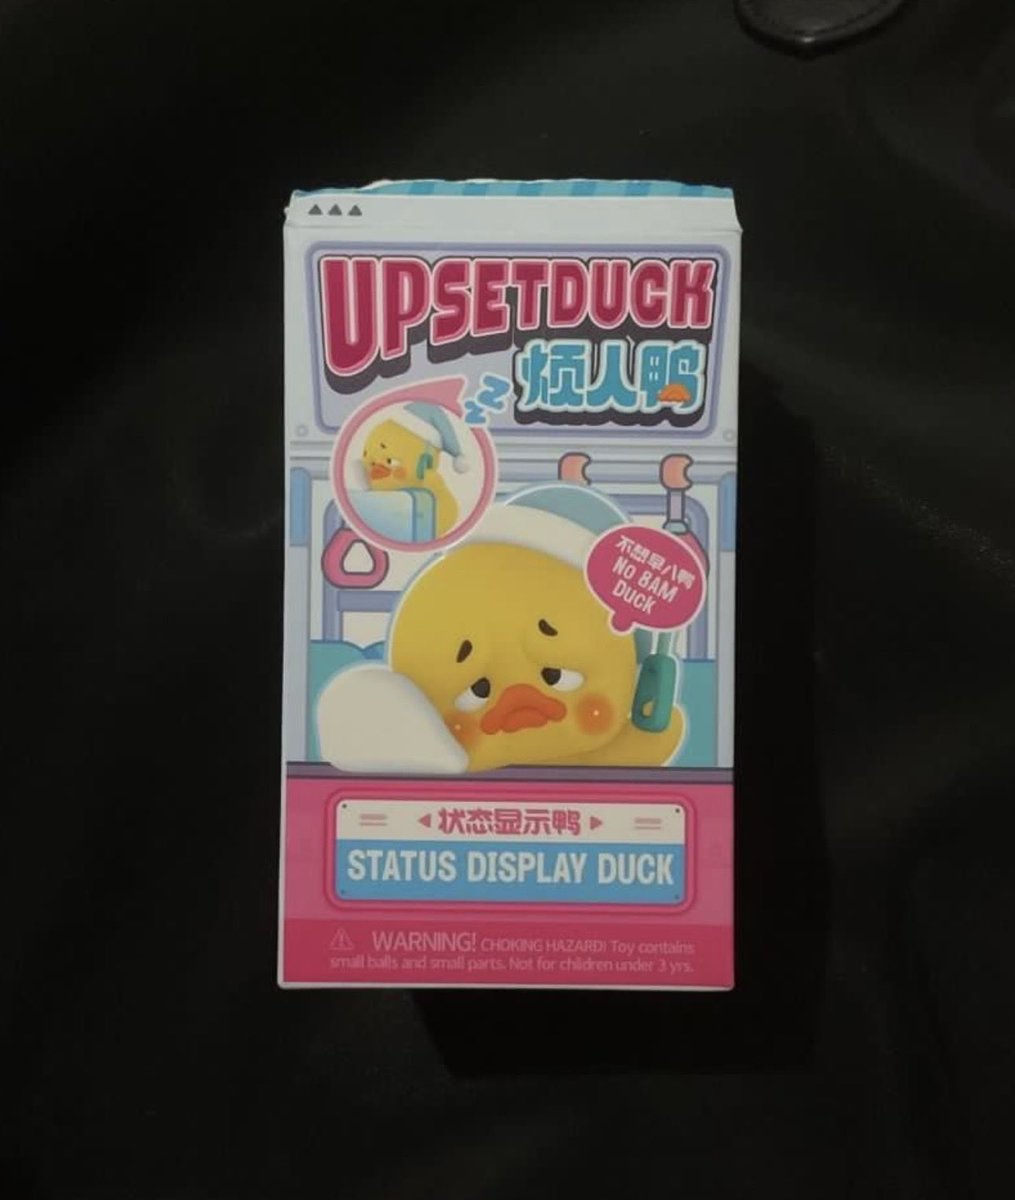 UPSETDUCK
烦人鸭
zzz
不想早八鸭
NO 8AM
DUCK
状态显示鸭
STATUS DISPLAY DUCK
WARNING! CHOKING HAZARD! Toy contains
small balls and small parts. Not for children under 3 yrs.